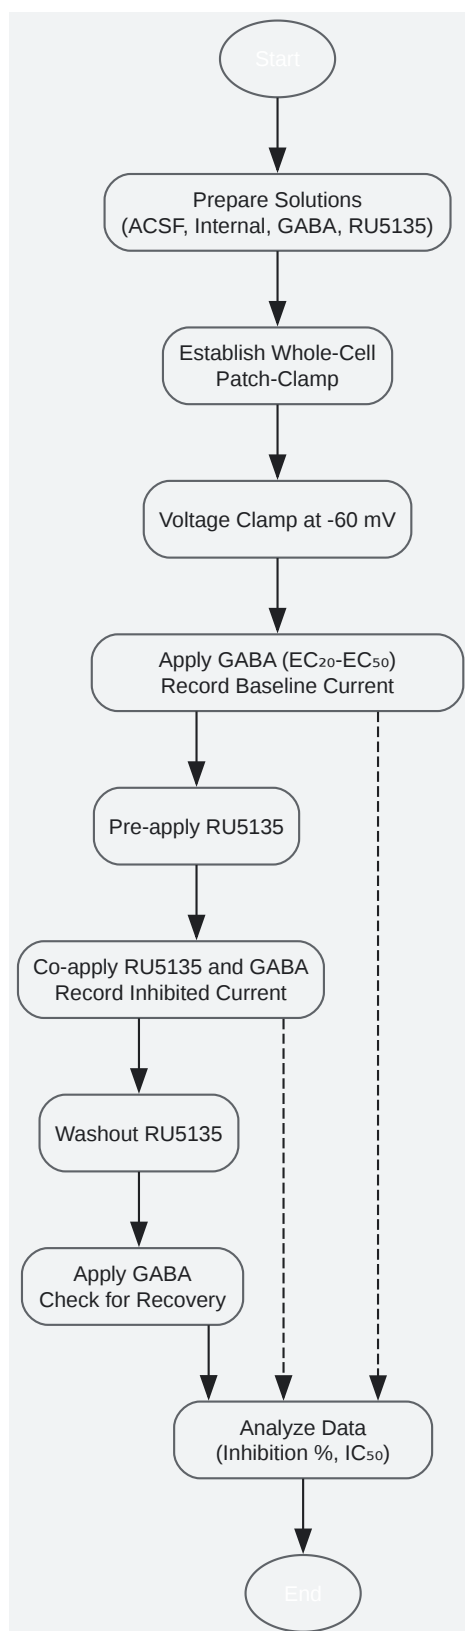 Start
Prepare Solutions
(ACSF, Internal, GABA, RU5135)
Establish Whole-Cell
Patch-Clamp
Voltage Clamp at -60 mV
Apply GABA (EC₂₀-EC₅₀)
Record Baseline Current
Pre-apply RU5135
Co-apply RU5135 and GABA
Record Inhibited Current
Washout RU5135
Apply GABA
Check for Recovery
Analyze Data
(Inhibition %, IC₅₀)
End